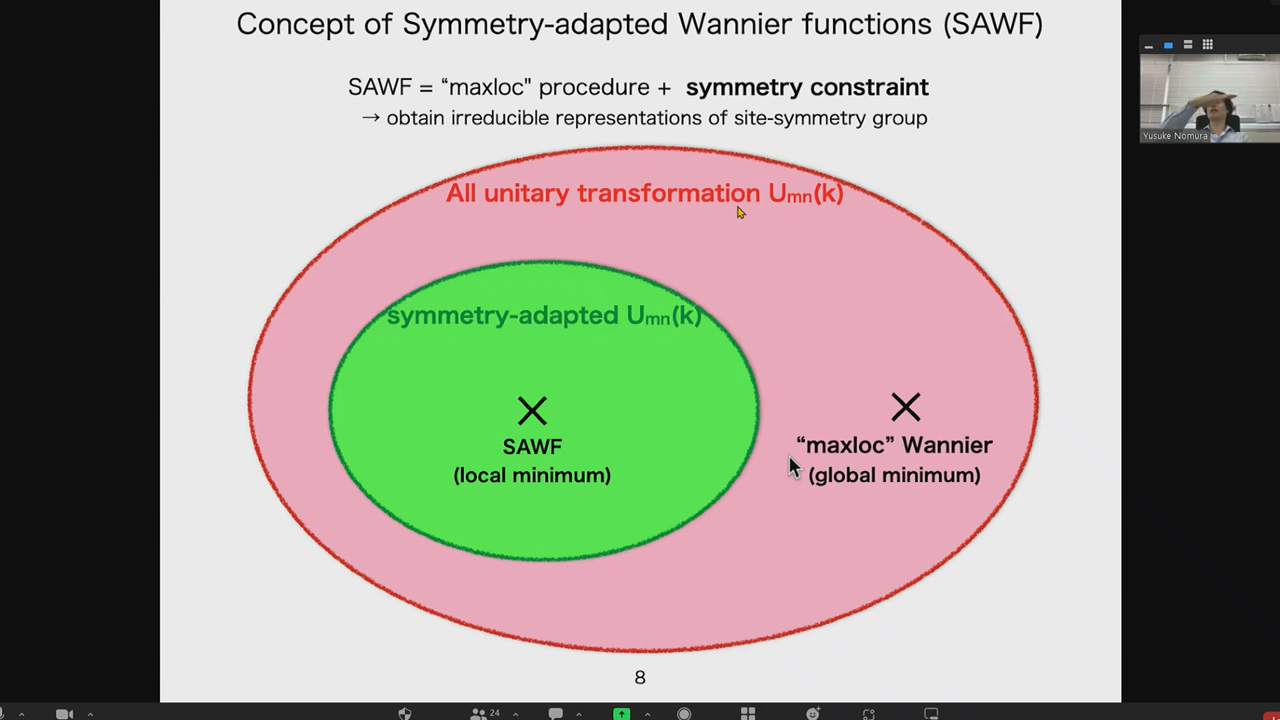 Concept of Symmetry-adapted Wannier functions (SAWF)
SAWF = “maxloc" procedure + symmetry constraint
→ obtain irreducible representations of site-symmetry group
All unitary transformation Umn(k)
symmetry-adapted Umn(k)
SAWF
(local minimum)
“maxloc” Wannier
(global minimum)
8
Yusuke Nomura
24